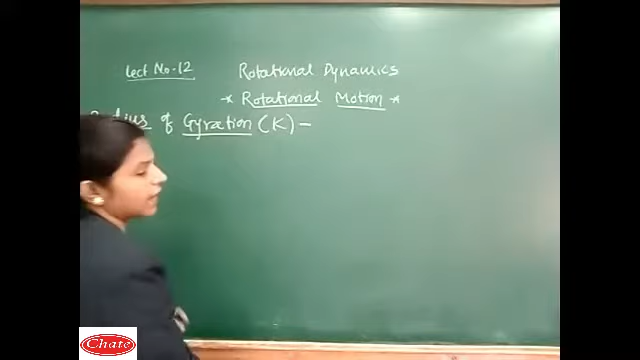 Lect No-12
Rotational Dynamics
* Rotational Motion *
of Gyration (K) -
Chate